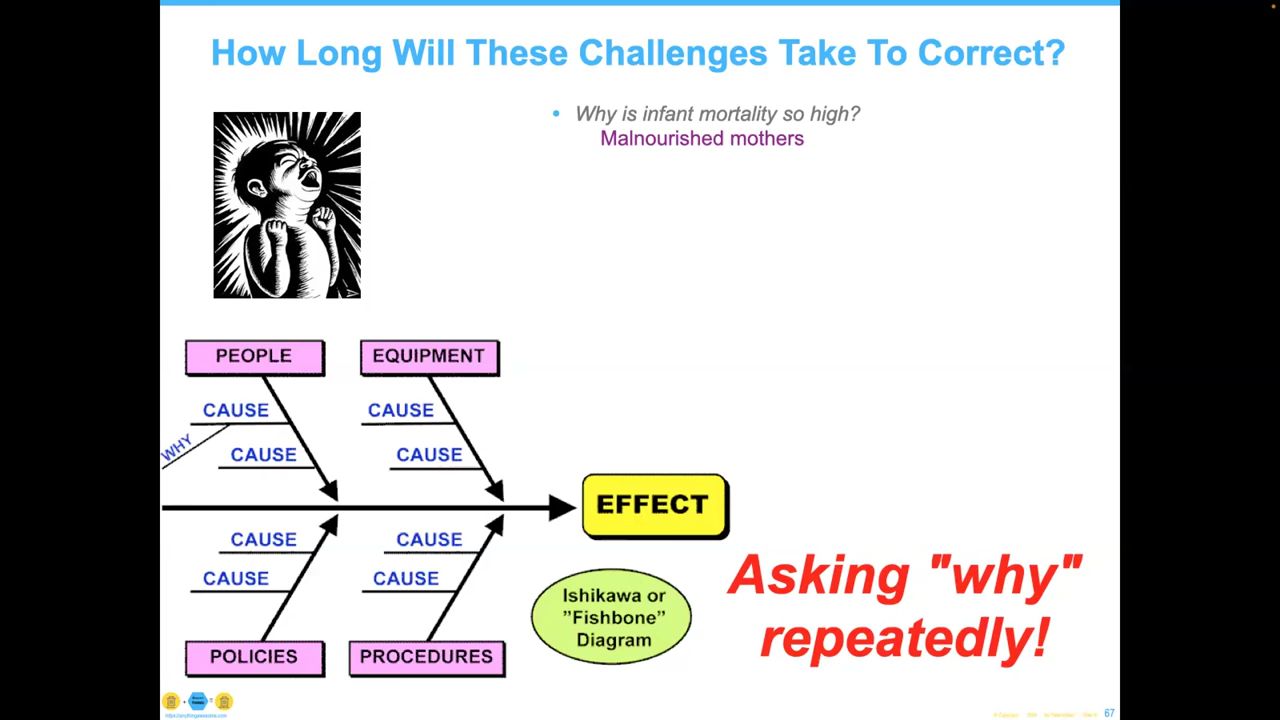 How Long Will These Challenges Take To Correct?
• Why is infant mortality so high?
Malnourished mothers
PEOPLE
EQUIPMENT
CAUSE
CAUSE
WHY
CAUSE
CAUSE
EFFECT
CAUSE
CAUSE
CAUSE
CAUSE
Ishikawa or
”Fishbone”
Diagram
Asking "why"
repeatedly!
POLICIES
PROCEDURES
67